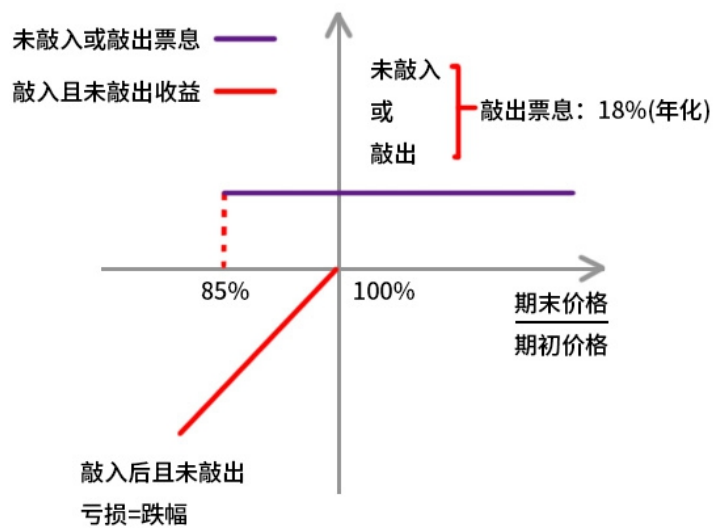 未敲入或敲出票息
敲入且未敲出收益
未敲入
或
敲出
敲出票息：18%(年化)
85%
100%
期末价格
期初价格
敲入后且未敲出
亏损=跌幅